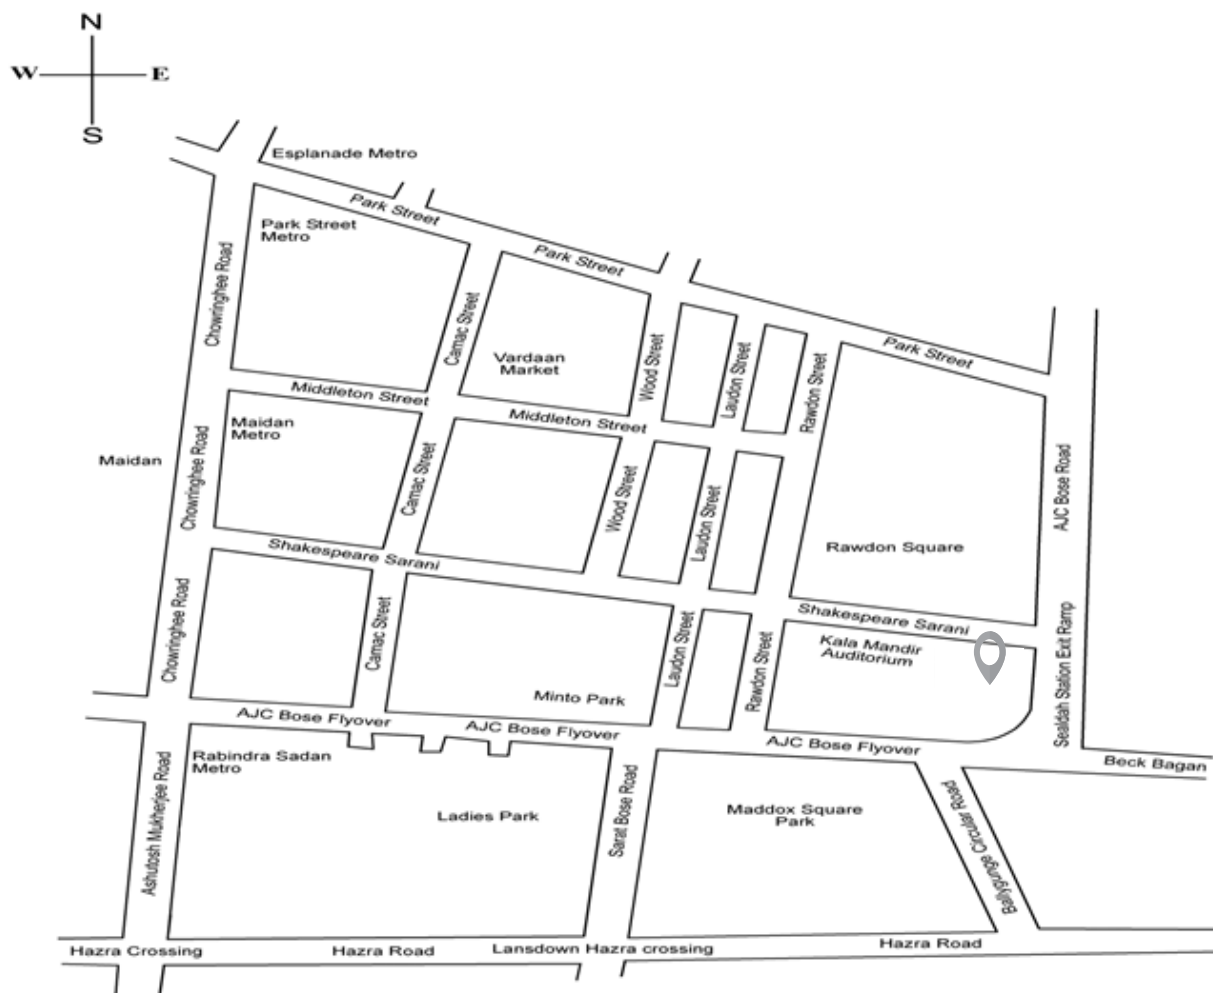 N
W E
S
Esplanade Metro
Park Street
Park Street
Metro
Park Street
Chowringhee Road
Camac Street
Vardaan
Market
Wood Street
Laudon Street
Rawdon Street
Park Street
Middleton Street
Middleton Street
Maidan
Metro
Maidan
Chowringhee Road
Camac Street
Wood Street
Laudon Street
AJC Bose Road
Rawdon Square
Shakespeare Sarani
Shakespeare Sarani
Chowringhee Road
Camac Street
Laudon Street
Rawdon Street
Kala Mandir
Auditorium
Sealdah Station Exit Ramp
Minto Park
AJC Bose Flyover
AJC Bose Flyover
AJC Bose Flyover
Beck Bagan
Rabindra Sadan
Metro
Ashutosh Mukherjee Road
Ladies Park
Sarat Bose Road
Maddox Square
Park
Ballygunge Circular Road
Hazra Crossing
Hazra Road
Lansdown Hazra crossing
Hazra Road